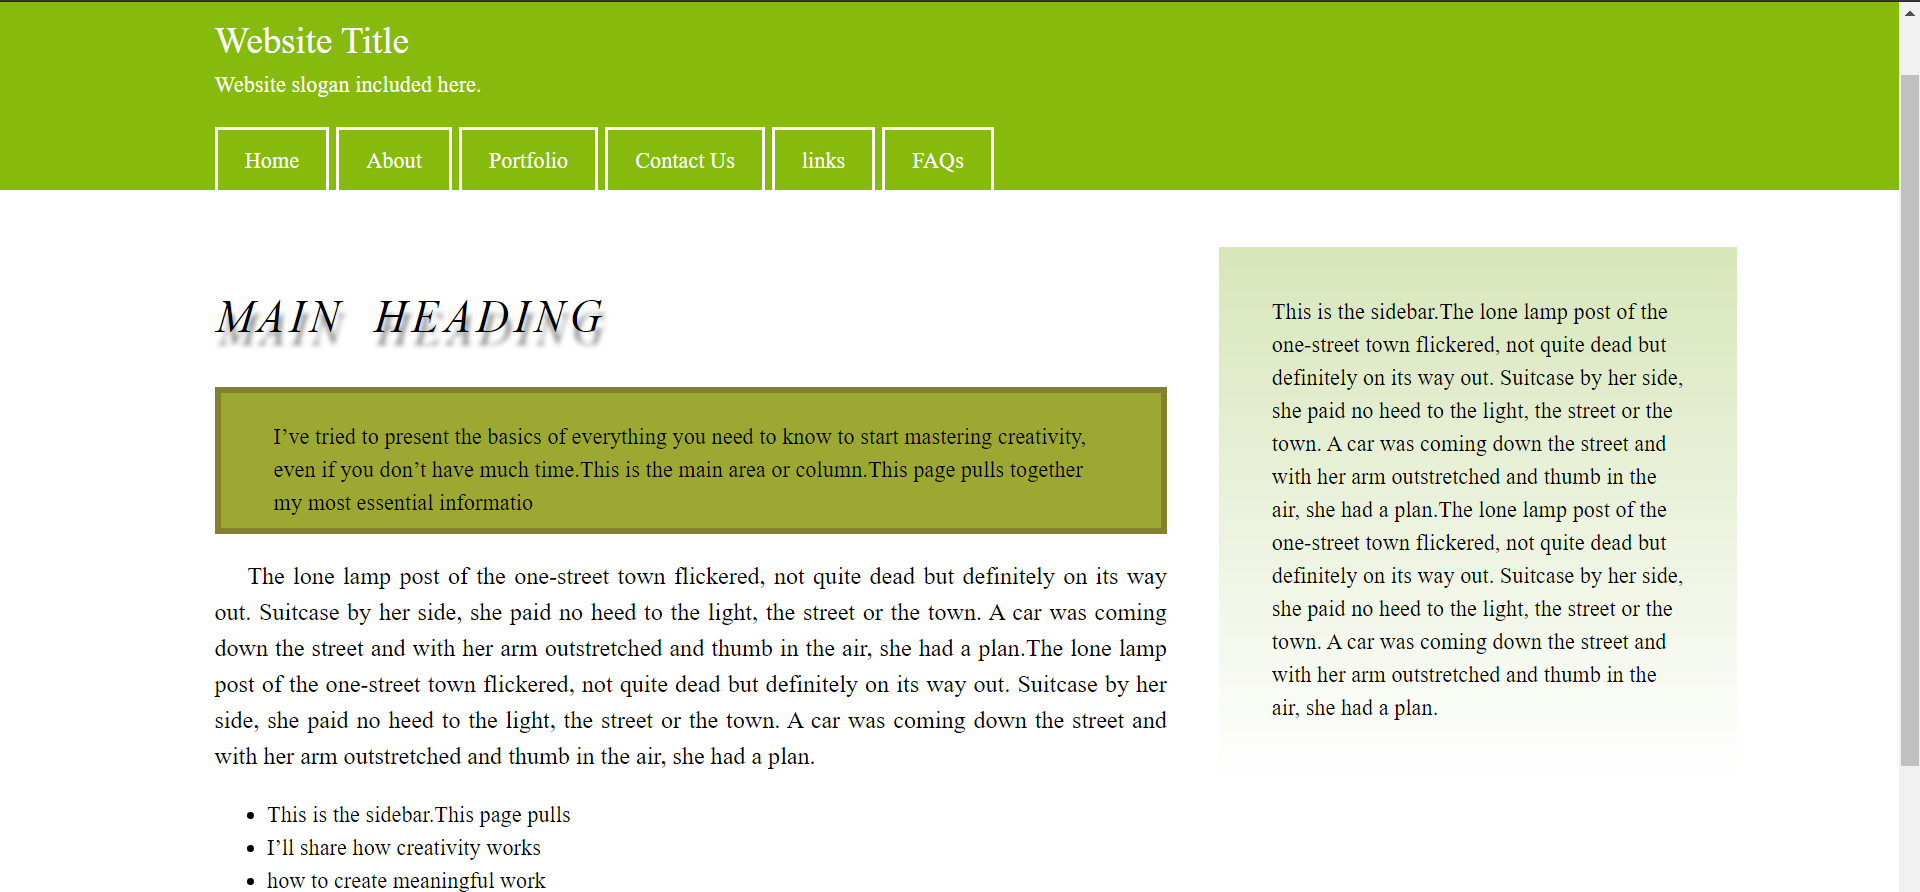 Website Title
Website slogan included here.
Home About Portfolio Contact Us links FAQs
MAIN HEADING
I’ve tried to present the basics of everything you need to know to start mastering creativity,
even if you don’t have much time.This is the main area or column.This page pulls together
my most essential informatio
The lone lamp post of the one-street town flickered, not quite dead but definitely on its way
out. Suitcase by her side, she paid no heed to the light, the street or the town. A car was coming
down the street and with her arm outstretched and thumb in the air, she had a plan.The lone lamp
post of the one-street town flickered, not quite dead but definitely on its way out. Suitcase by her
side, she paid no heed to the light, the street or the town. A car was coming down the street and
with her arm outstretched and thumb in the air, she had a plan.
This is the sidebar.This page pulls
I’ll share how creativity works
how to create meaningful work
This is the sidebar.The lone lamp post of the
one-street town flickered, not quite dead but
definitely on its way out. Suitcase by her side,
she paid no heed to the light, the street or the
town. A car was coming down the street and
with her arm outstretched and thumb in the
air, she had a plan.The lone lamp post of the
one-street town flickered, not quite dead but
definitely on its way out. Suitcase by her side,
she paid no heed to the light, the street or the
town. A car was coming down the street and
with her arm outstretched and thumb in the
air, she had a plan.